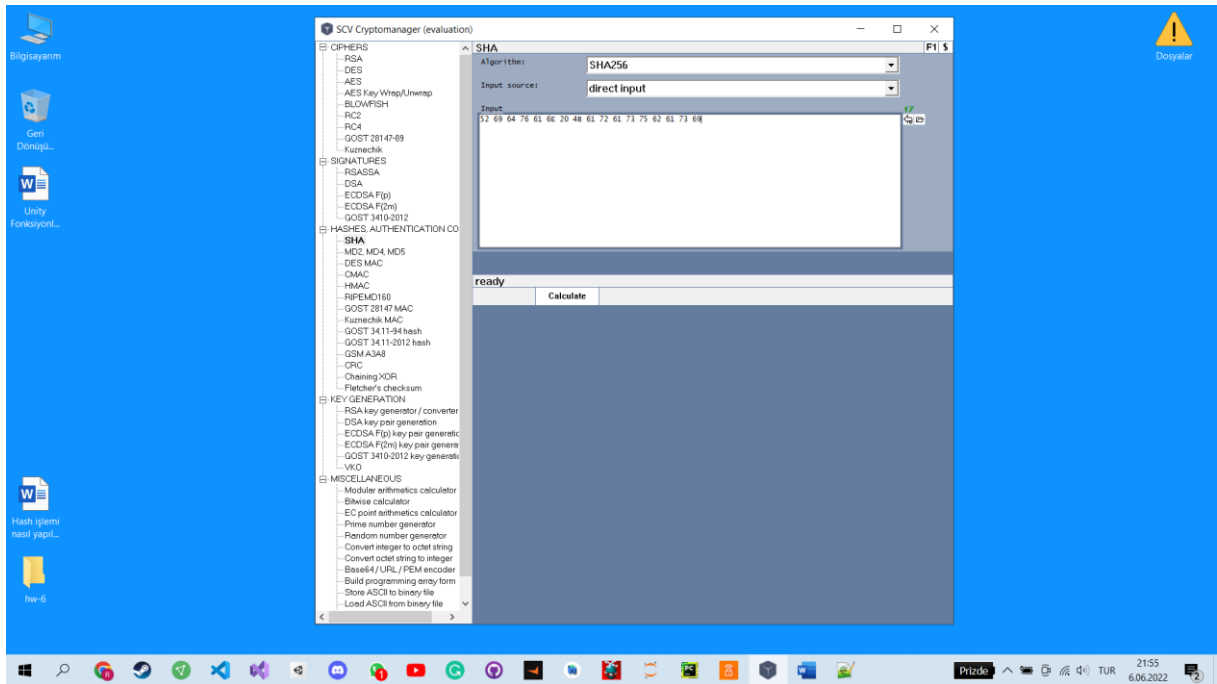 Bilgisayarım
Geri
Dönüşü...
Unity
Fonksiyonl...
Hash işlemi
nasıl yapıl...
hw-6
Dosyalar
SCV Cryptomanager (evaluation)
CIPHERS
RSA
DES
AES
AES Key Wrap/Unwrap
BLOWFISH
RC2
RC4
GOST 28147-89
Kuznechik
SIGNATURES
RSASSA
DSA
ECDSA F(p)
ECDSA F(2m)
GOST 3410-2012
HASHES, AUTHENTICATION CO
SHA
MD2, MD4, MD5
DES MAC
CMAC
HMAC
RIPEMD160
GOST 28147 MAC
Kuznechik MAC
GOST 34.11-94 hash
GOST 34.11-2012 hash
GSM A3A8
CRC
Chaining XOR
Fletcher's checksum
KEY GENERATION
RSA key generator / converter
DSA key pair generation
ECDSA F(p) key pair generatic
ECDSA F(2m) key pair genera
GOST 3410-2012 key generatic
VKO
MISCELLANEOUS
Modular arithmetics calculator
Bitwise calculator
EC point arithmetics calculator
Prime number generator
Random number generator
Convert integer to octet string
Convert octet string to integer
Base64 / URL / PEM encoder
Build programming array form
Store ASCII to binary file
Load ASCII from binary file
SHA
F1 $
Algorithm:
SHA256
Input source:
direct input
Input
17
52 69 64 76 61 6E 20 48 61 72 61 73 75 62 61 73 69
ready
Calculate
Prizde
TUR
21:55
6.06.2022
2